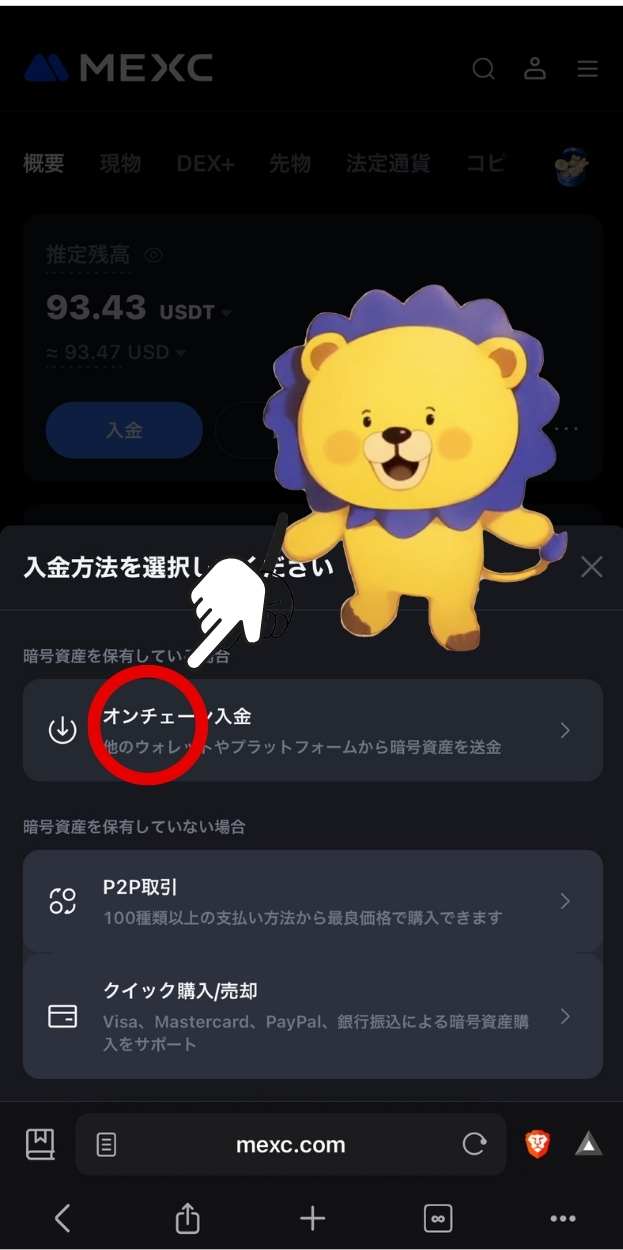 MEXC
概要 現物 DEX+ 先物 法定通貨 コピ
推定残高
93.43 USDT
≈ 93.47 USD
入金
入金方法を選択し ください
暗号資産を保有している場合
オンチェーン入金
他のウォレットやプラットフォームから暗号資産を送金
暗号資産を保有していない場合
P2P取引
100種類以上の支払い方法から最良価格で購入できます
クイック購入/売却
Visa、Mastercard、PayPal、銀行振込による暗号資産購
入をサポート
mexc.com